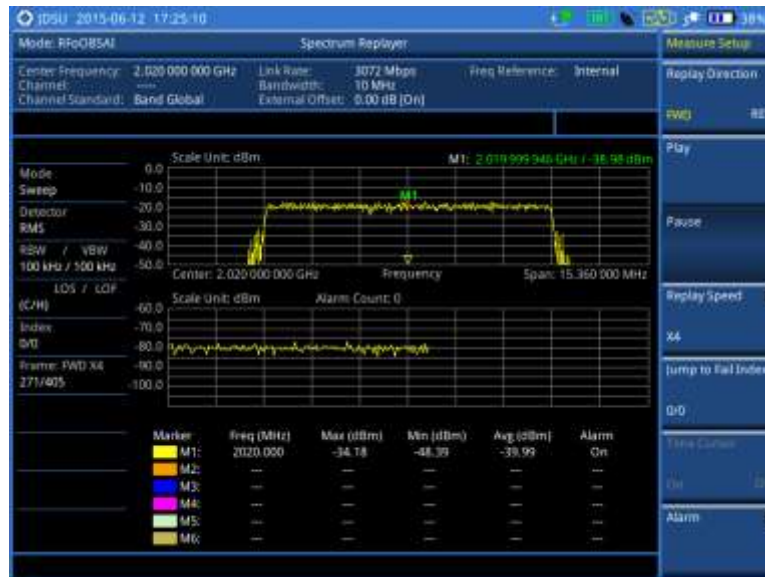 JDSU 2015-06-12 17:25:10
38%
Mode: RFoOBSAI
Spectrum Replayer
Measure Setup
Center Frequency: 2.020 000 000 GHz
Link Rate: 3072 Mbps
Freq Reference: Internal
Channel: ----
Bandwidth: 10 MHz
Channel Standard: Band Global
External Offset: 0.00 dB [On]
Replay Direction
FWD RE
Play
Pause
Replay Speed
X4
Jump to Fail Index
0/0
Time Cursor
On
Alarm
Mode
Sweep
Detector
RMS
RBW / VBW
100 kHz / 100 kHz
LOS / LOF
(C/H)
Index
0/0
Frame: FWD X4
271/405
Scale Unit: dBm
M1: 2.019 999 946 GHz / -38.98 dBm
0.0
-10.0
-20.0
-30.0
-40.0
-50.0
M1
Center: 2.020 000 000 GHz
Frequency
Span: 15.360 000 MHz
Scale Unit: dBm
Alarm Count: 0
-60.0
-70.0
-80.0
-90.0
-100.0
Marker Freq (MHz) Max (dBm) Min (dBm) Avg (dBm) Alarm
M1: 2020.000 -34.18 -48.39 -39.99 On
M2: --- --- --- --- ---
M3: --- --- --- --- ---
M4: --- --- --- --- ---
M5: --- --- --- --- ---
M6: --- --- --- --- ---